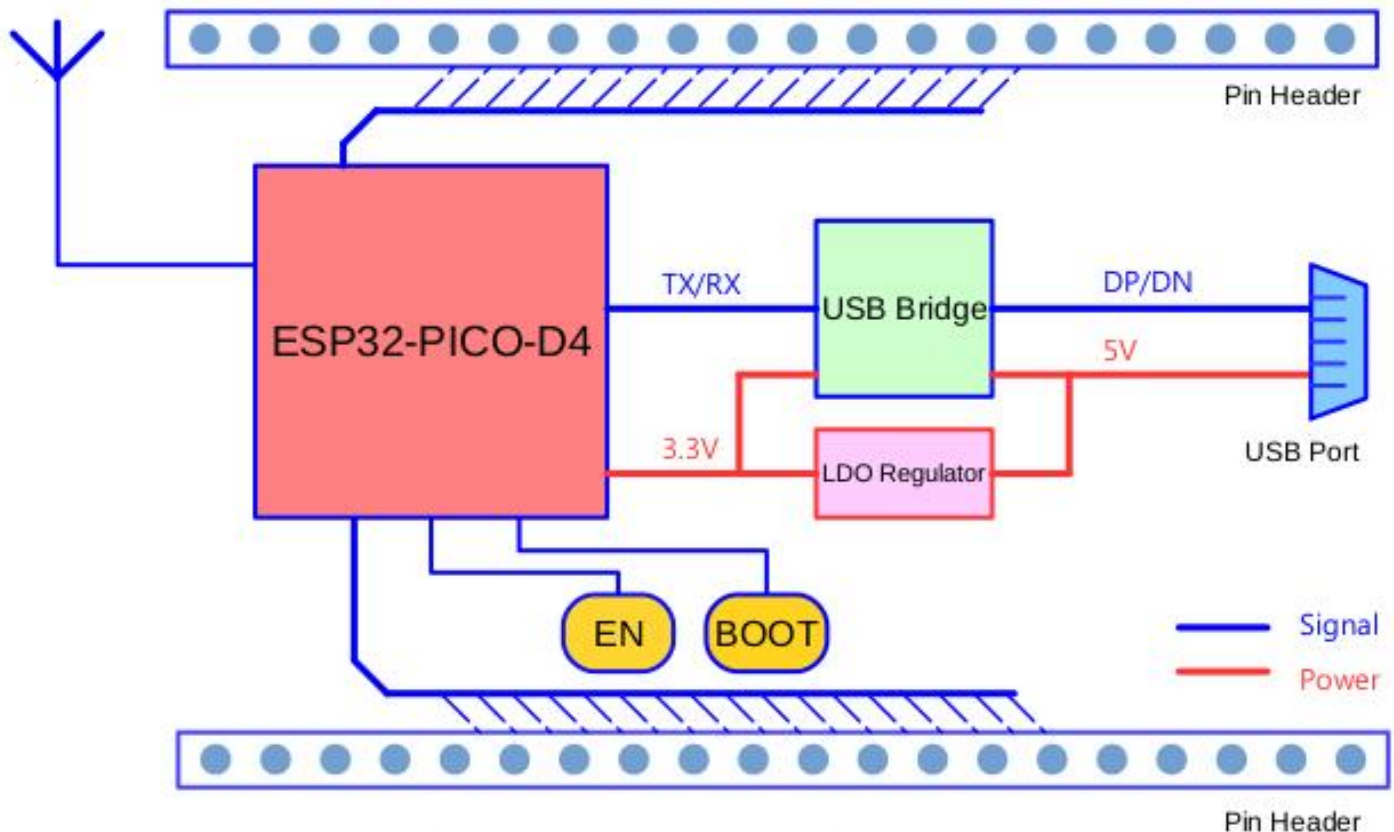 Pin Header
TX/RX
USB Bridge
DP/DN
ESP32-PICO-D4
5V
3.3V
LDO Regulator
USB Port
EN
BOOT
Signal
Power
Pin Header